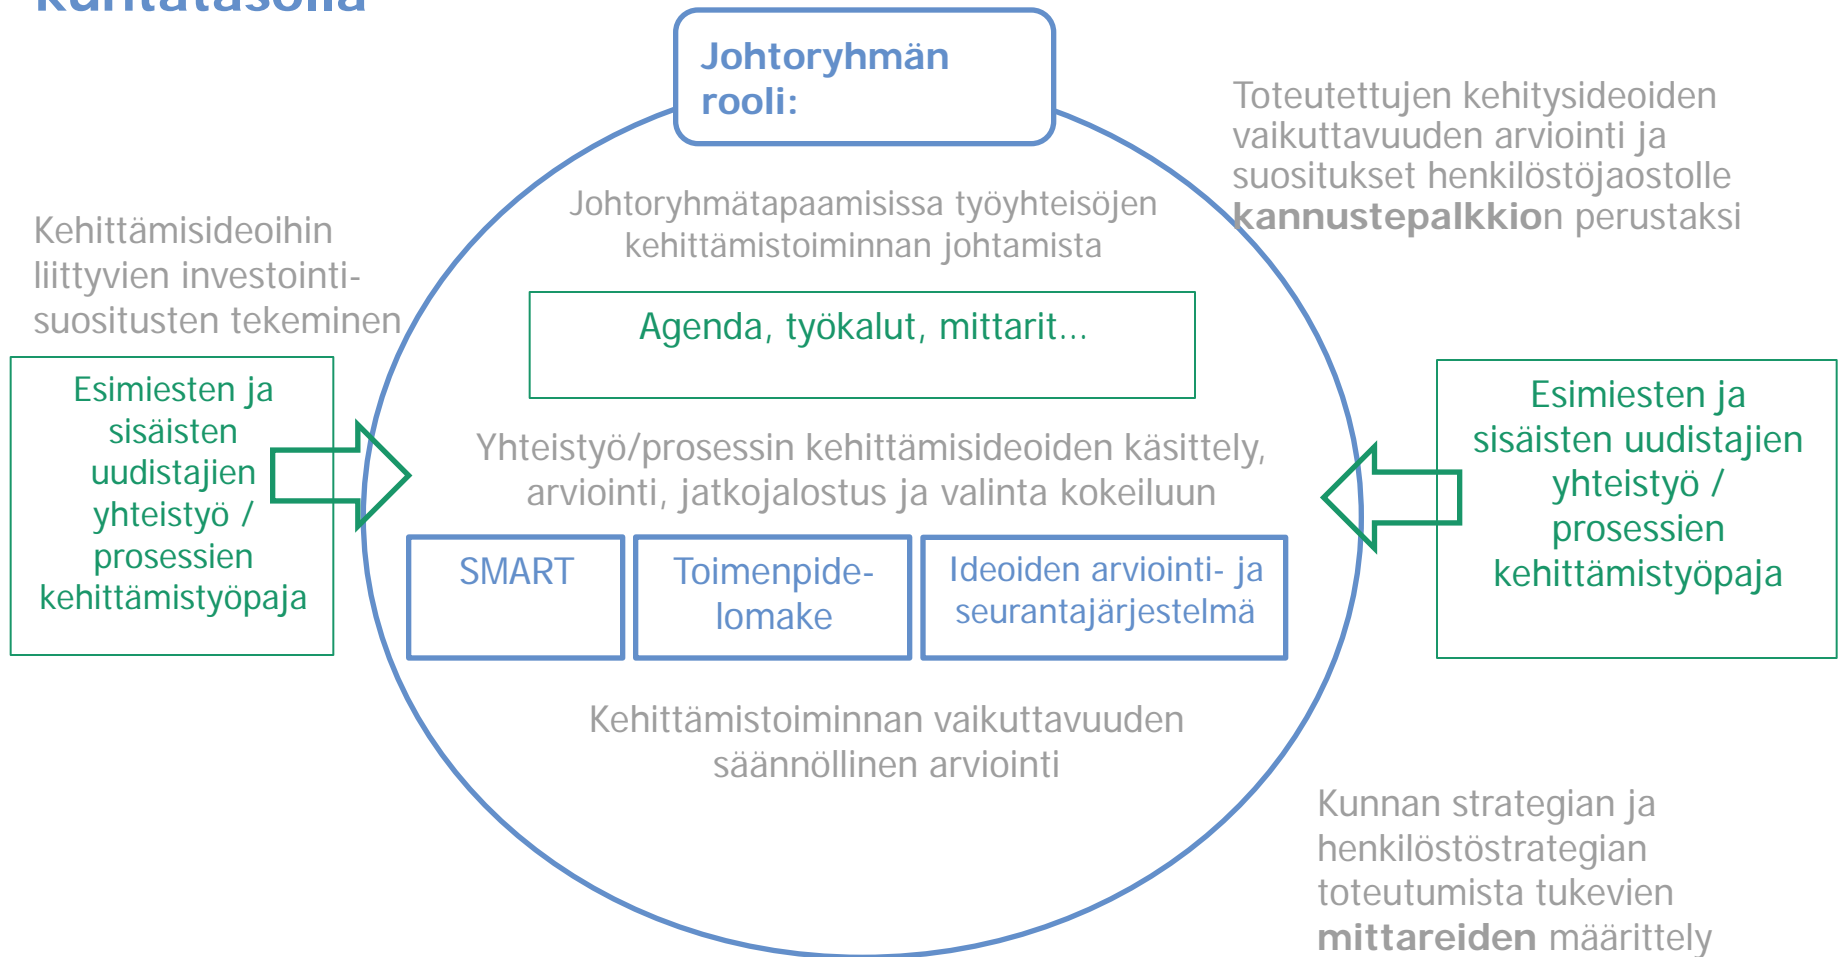 kuntatasolla
Johtoryhmän
rooli:
Toteutettujen kehitysideoiden
vaikuttavuuden arviointi ja
suositukset henkilöstöjaostolle
kannustepalkkion perustaksi
Johtoryhmätapaamisissa työyhteisöjen
kehittämistoiminnan johtamista
Kehittämisideoihin
liittyvien investointi-
suositusten tekeminen
Agenda, työkalut, mittarit...
Esimiesten ja
sisäisten
uudistajien
yhteistyö /
prosessien
kehittämistyöpaja
Yhteistyö/prosessin kehittämisideoiden käsittely,
arviointi, jatkojalostus ja valinta kokeiluun
Esimiesten ja
sisäisten uudistajien
yhteistyö /
prosessien
kehittämistyöpaja
SMART
Toimenpide-
lomake
Ideoiden arviointi- ja
seurantajärjestelmä
Kehittämistoiminnan vaikuttavuuden
säännöllinen arviointi
Kunnan strategian ja
henkilöstöstrategian
toteutumista tukevien
mittareiden määrittely